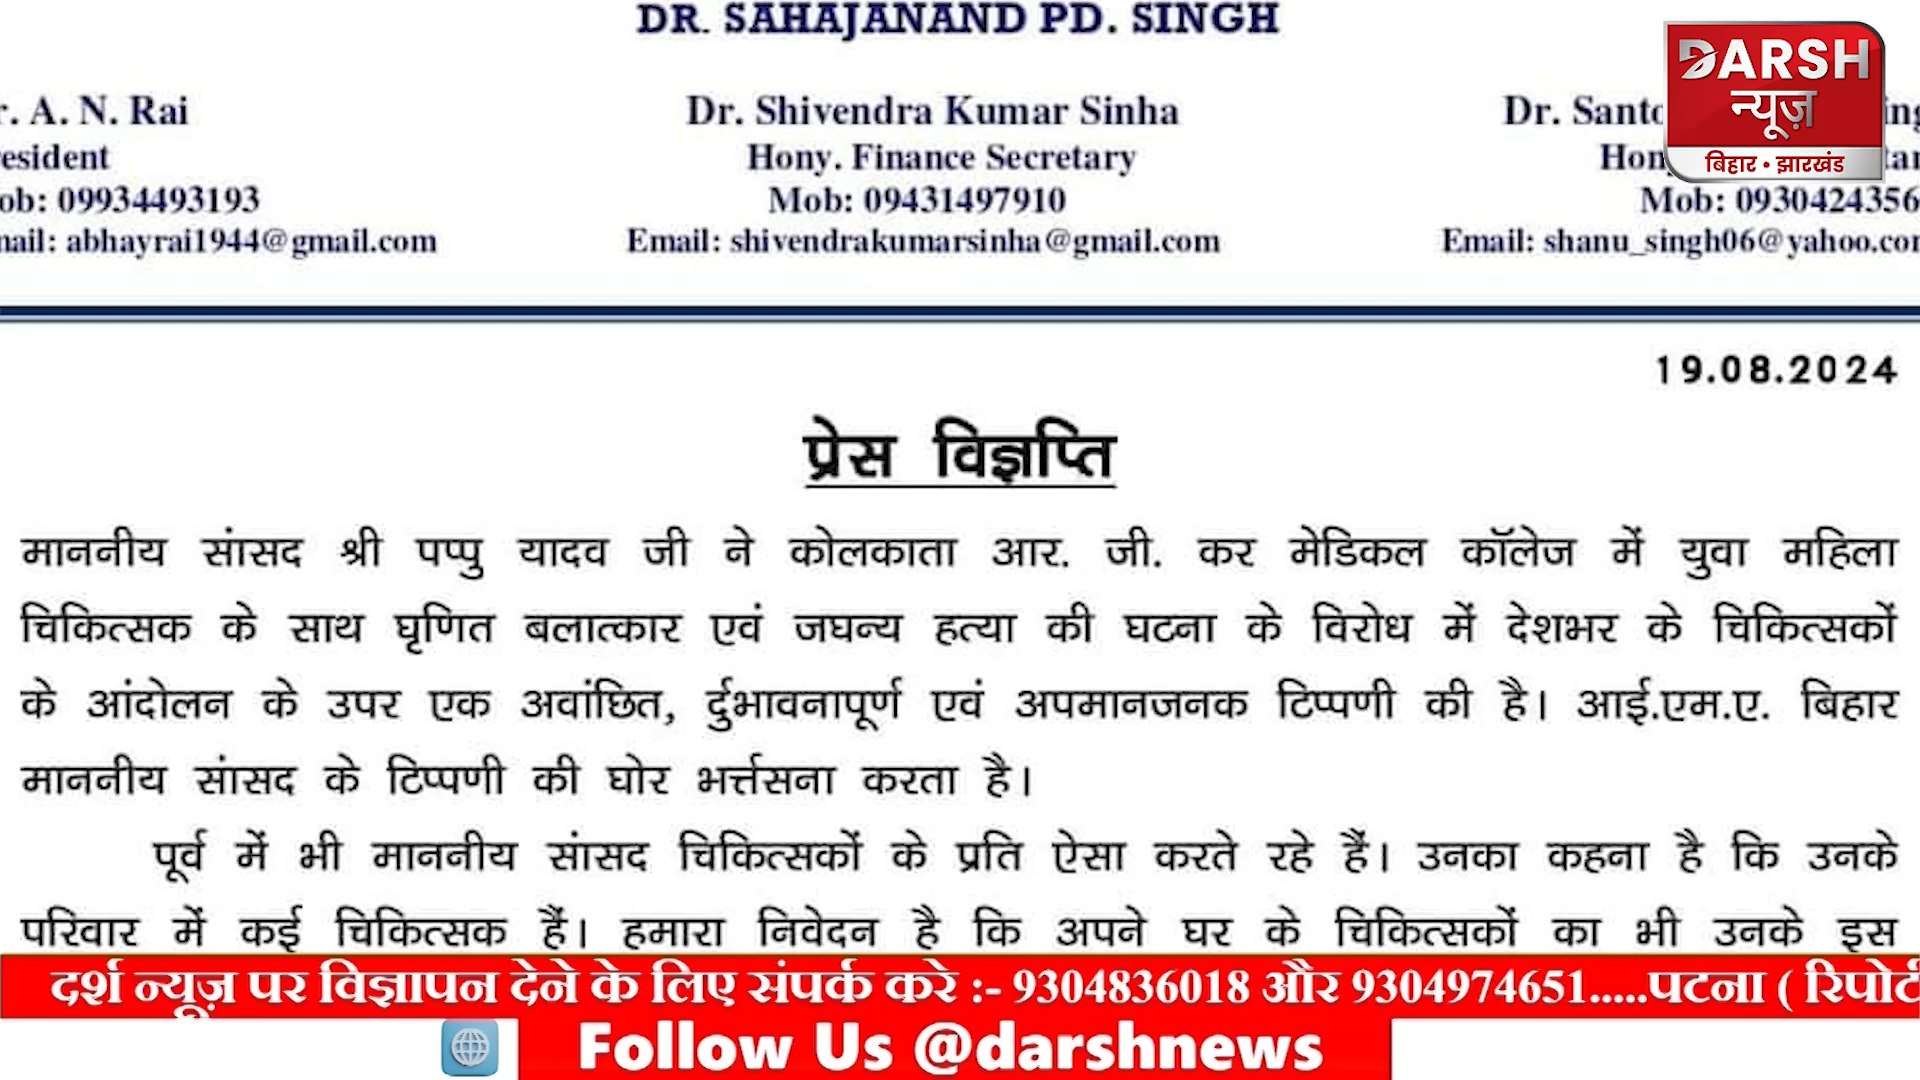 DR. SAHAJANAND PD. SINGH
DARSH
न्यूज़
बिहार • झारखंड
r. A. N. Rai
esident
ob: 09934493193
mail: abhayrai1944@gmail.com
Dr. Shivendra Kumar Sinha
Hony. Finance Secretary
Mob: 09431497910
Email: shivendrakumarsinha@gmail.com
Dr. Santo
Hon
Mob: 0930424356
Email: shanu_singh06@yahoo.com
19.08.2024
प्रेस विज्ञप्ति
माननीय सांसद श्री पप्पु यादव जी ने कोलकाता आर. जी. कर मेडिकल कॉलेज में युवा महिला
चिकित्सक के साथ घृणित बलात्कार एवं जघन्य हत्या की घटना के विरोध में देशभर के चिकित्सकों
के आंदोलन के उपर एक अवांछित, र्दुभावनापूर्ण एवं अपमानजनक टिप्पणी की है। आई.एम.ए. बिहार
माननीय सांसद के टिप्पणी की घोर भर्त्तसना करता है।
पूर्व में भी माननीय सांसद चिकित्सकों के प्रति ऐसा करते रहे हैं। उनका कहना है कि उनके
परिवार में कई चिकित्सक हैं। हमारा निवेदन है कि अपने घर के चिकित्सकों का भी उनके इस
दर्श न्यूज़ पर विज्ञापन देने के लिए संपर्क करे :- 9304836018 और 9304974651.....पटना ( रिपोर्ट
Follow Us @darshnews